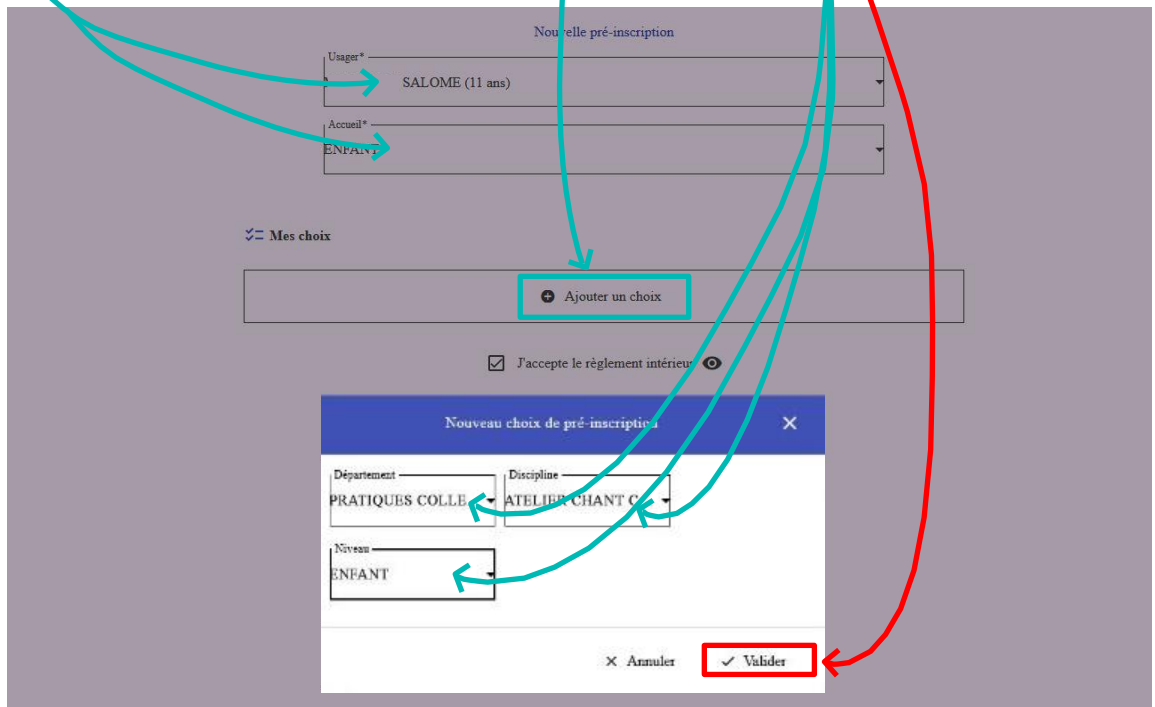 Nouvelle pré-inscription
Usager*
SALOME (11 ans)
Accueil*
ENFANT
Mes choix
Ajouter un choix
J'accepte le règlement intérieur
Nouveau choix de pré-inscription
Département
Discipline
PRATIQUES COLLE
ATELIER CHANT C
Niveau
ENFANT
Annuler
Valider